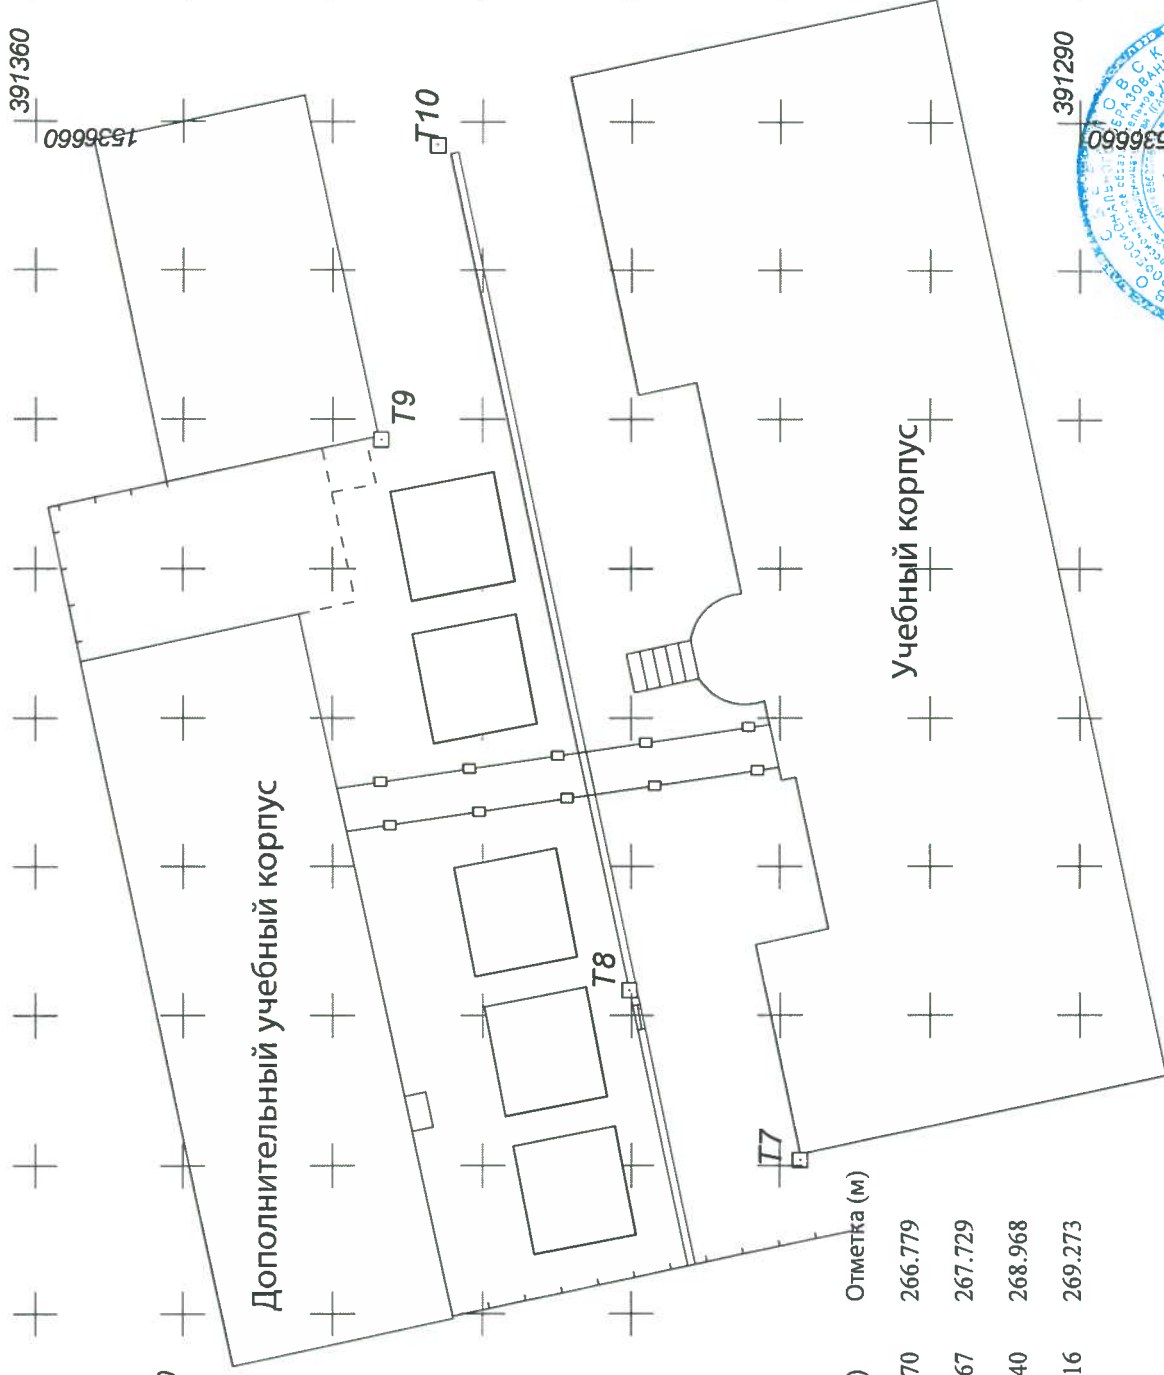 391360
1536660
T10
T9
Дополнительный учебный корпус
Учебный корпус
T8
T7
391290
Отметка (м)
70 266.779
67 267.729
40 268.968
16 269.273